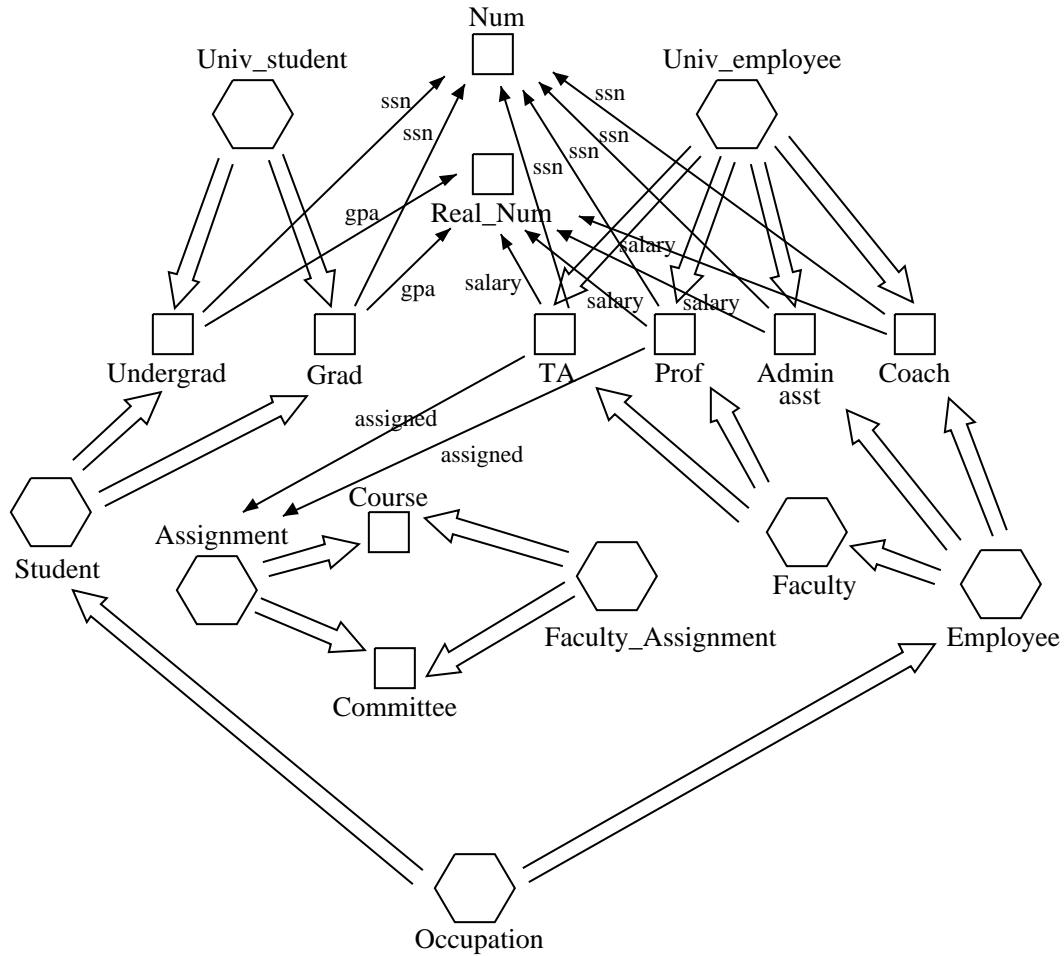 Num
Univ_student
Univ_employee
ssn
ssn
ssn
ssn
ssn
ssn
Real_Num
gpa
gpa
salary
salary
salary
salary
Undergrad
Grad
TA
Prof
Admin
asst
Coach
assigned
assigned
Course
Assignment
Student
Faculty
Faculty_Assignment
Employee
Committee
Occupation